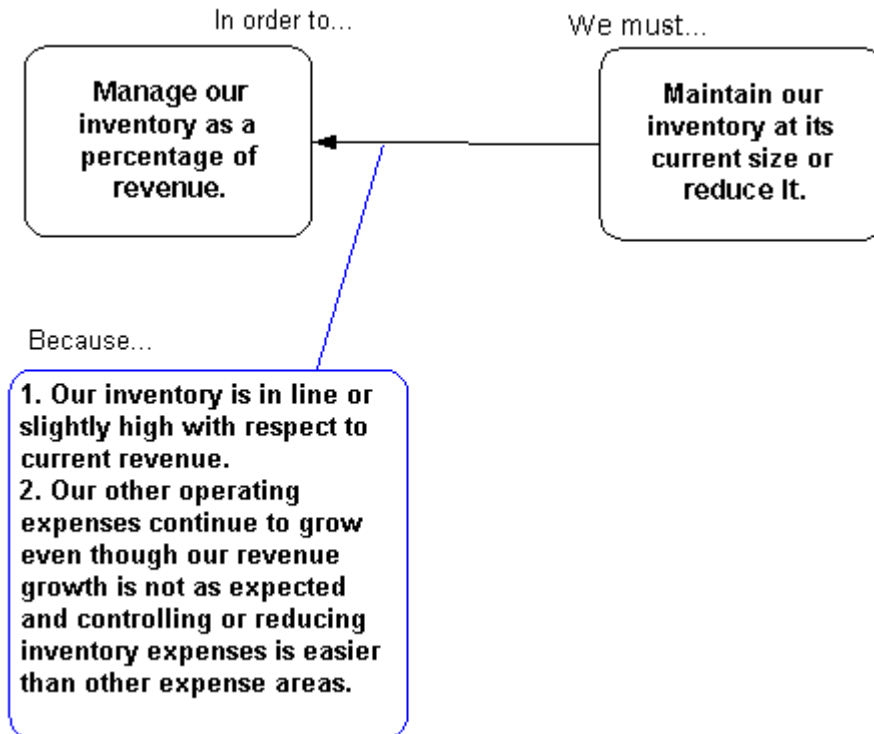 In order to...
We must...
Manage our
inventory as a
percentage of
revenue.
Maintain our
inventory at its
current size or
reduce It.
Because...
1. Our inventory is in line or
slightly high with respect to
current revenue.
2. Our other operating
expenses continue to grow
even though our revenue
growth is not as expected
and controlling or reducing
inventory expenses is easier
than other expense areas.